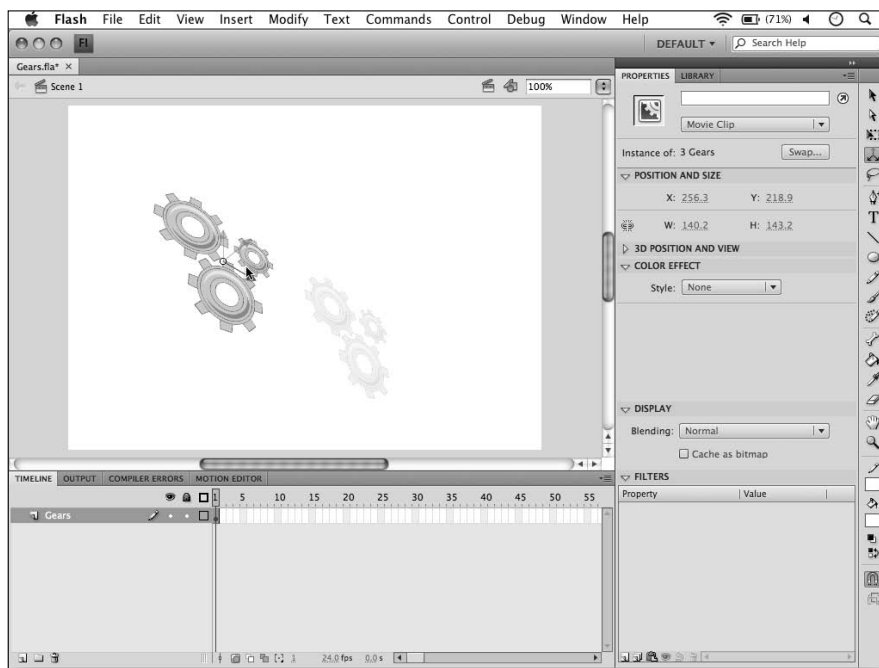 Flash File Edit View Insert Modify Text Commands Control Debug Window Help (71%)
Fl DEFAULT Search Help
Gears.fla* ×
Scene 1 100%
PROPERTIES LIBRARY
Movie Clip
Instance of: 3 Gears Swap...
POSITION AND SIZE
X: 256.3 Y: 218.9
W: 140.2 H: 143.2
3D POSITION AND VIEW
COLOR EFFECT
Style: None
DISPLAY
Blending: Normal
Cache as bitmap
FILTERS
Property Value
T
TIMELINE OUTPUT COMPILER ERRORS MOTION EDITOR
1 5 10 15 20 25 30 35 40 45 50 55
Gears
1 24.0 fps 0.0 s